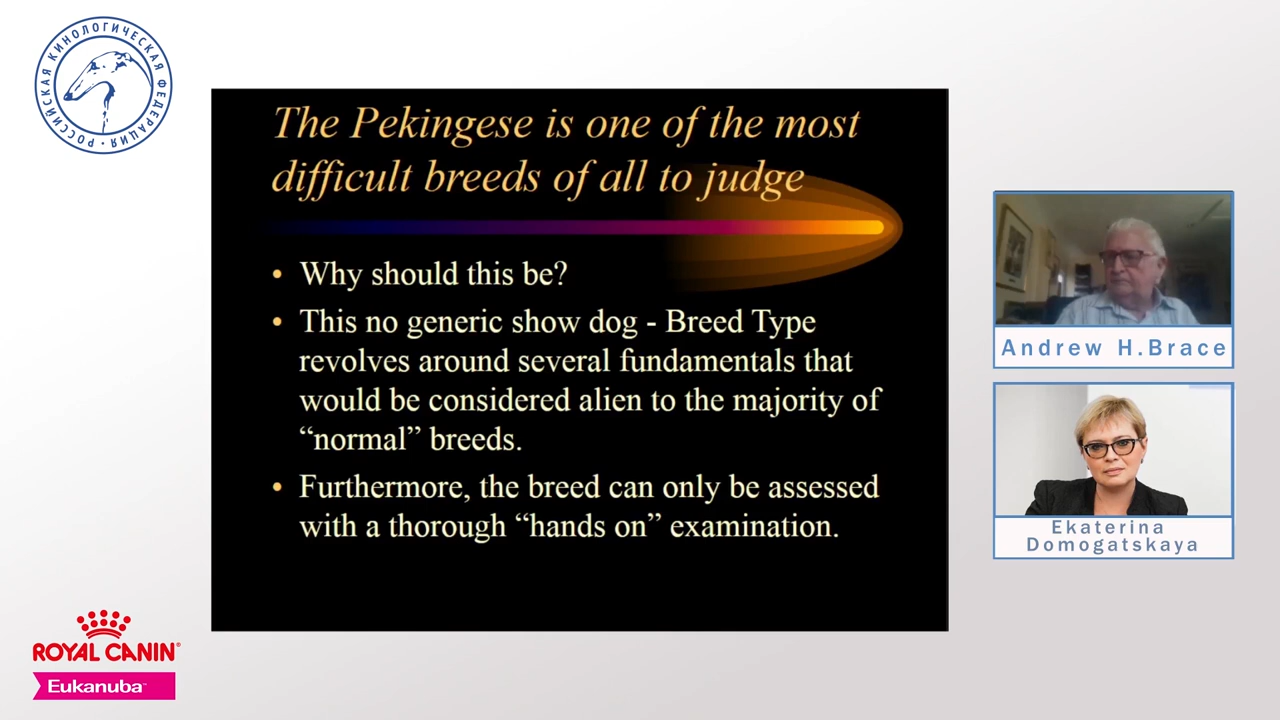 РОССИЙСКАЯ КИНОЛОГИЧЕСКАЯ ФЕДЕРАЦИЯ
The Pekingese is one of the most
difficult breeds of all to judge
• Why should this be?
• This no generic show dog - Breed Type
revolves around several fundamentals that
would be considered alien to the majority of
“normal” breeds.
• Furthermore, the breed can only be assessed
with a thorough “hands on” examination.
Andrew H.Brace
Ekaterina
Domogatskaya
ROYAL CANIN
Eukanuba